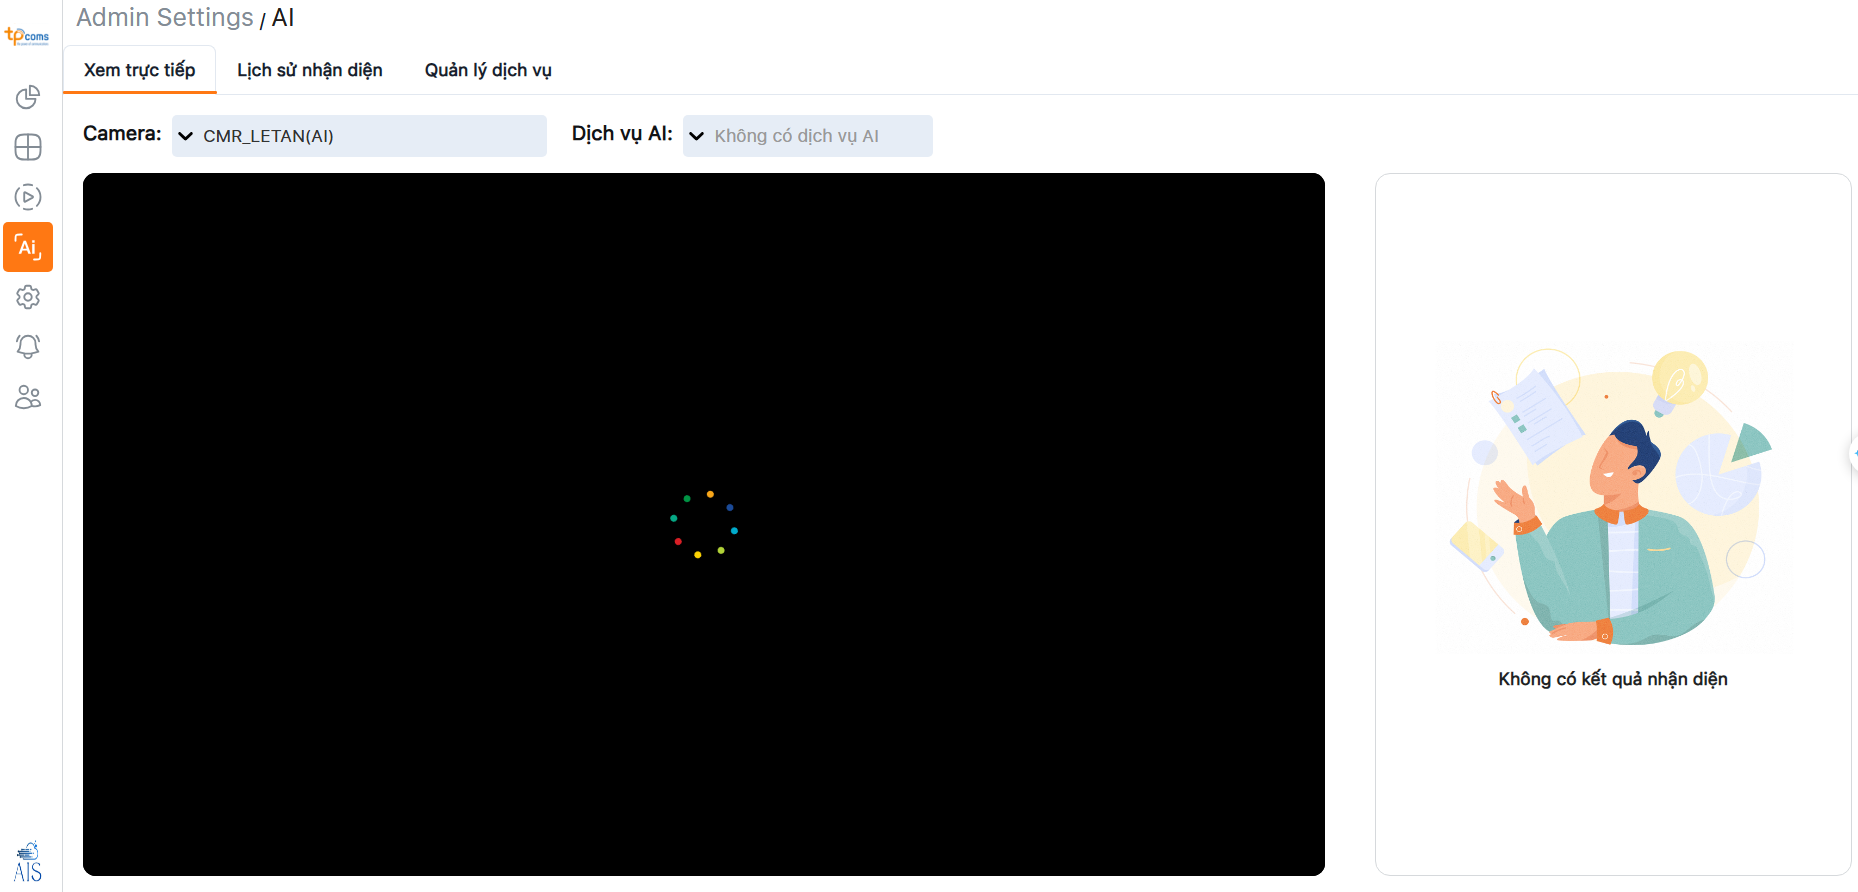 tpcoms
Admin Settings / AI
Xem trực tiếp
Lịch sử nhận diện
Quản lý dịch vụ
Camera:
CMR_LETAN(AI)
Dịch vụ AI:
Không có dịch vụ AI
Ai
Không có kết quả nhận diện
AIS